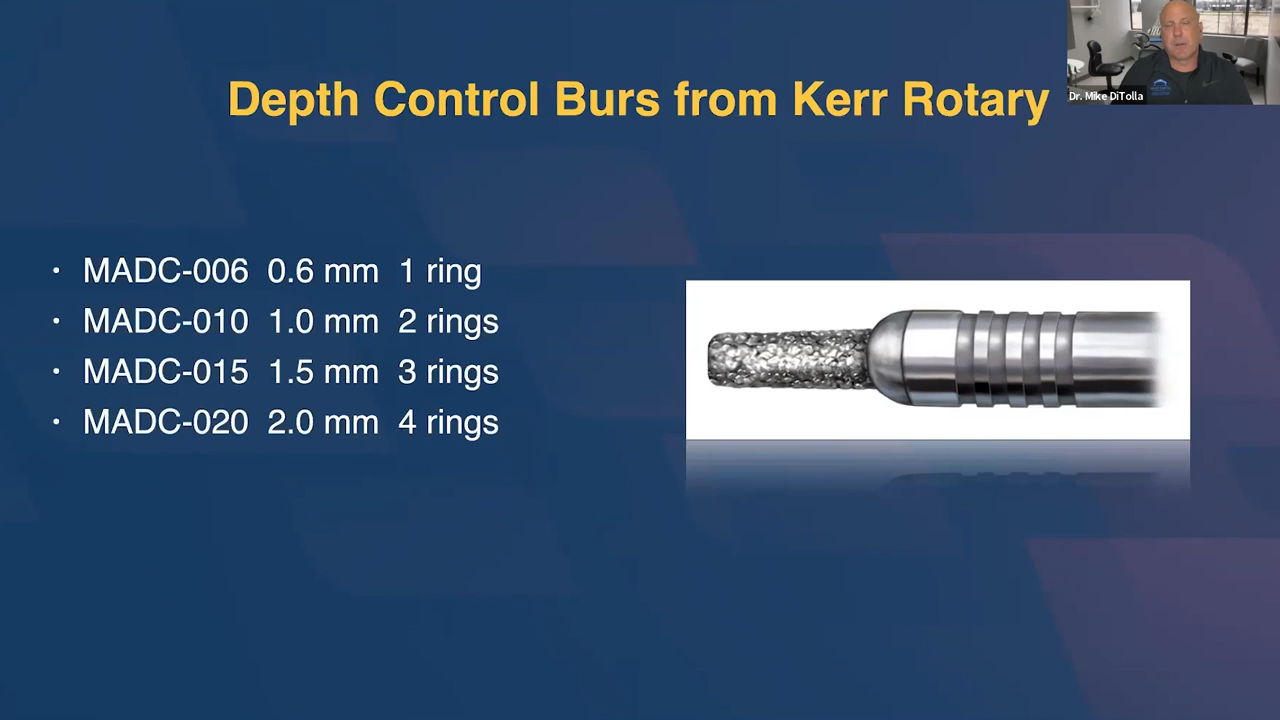 Depth Control Burs from Kerr Rotary
Dr. Mike DiTolla
• MADC-006 0.6 mm 1 ring
• MADC-010 1.0 mm 2 rings
• MADC-015 1.5 mm 3 rings
• MADC-020 2.0 mm 4 rings